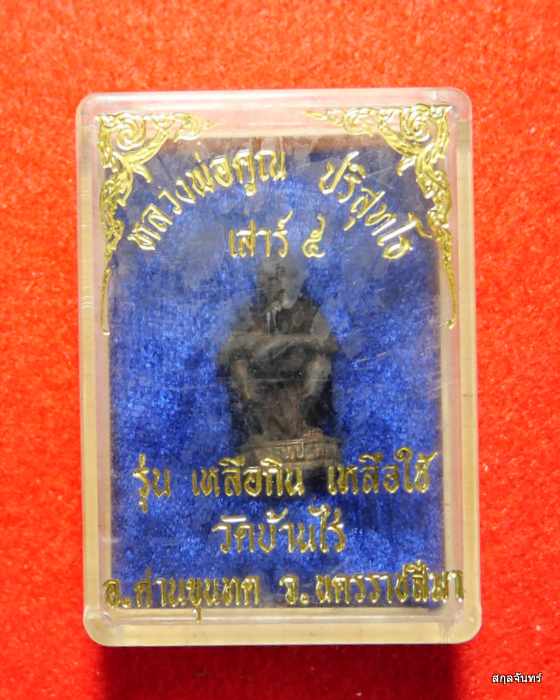 หลวงพ่อคูณ ปริสุทโธ
เสาร์ ๕
รุ่น เหลือกิน เหลือใช้
วัดบ้านไร่
อ.ด่านขุนทด จ.นครราชสีมา
สกุลจันทร์